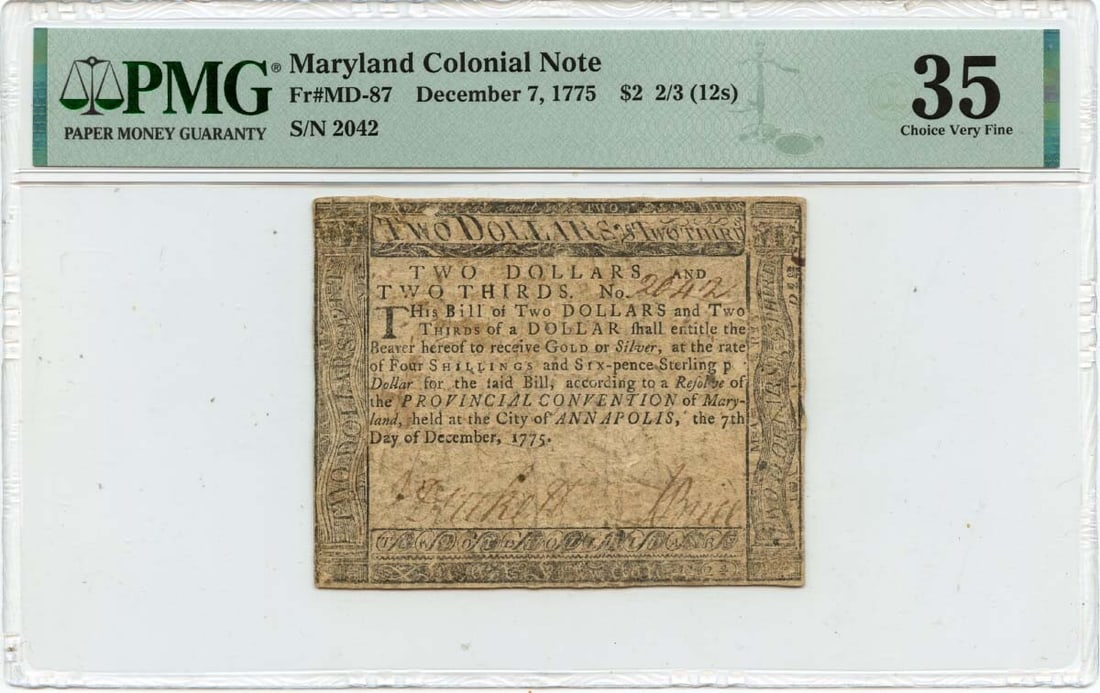 PMG® Maryland Colonial Note 35
Fr#MD-87 December 7, 1775 $2 2/3 (12s)
PAPER MONEY GUARANTY S/N 2042 Choice Very Fine
TWO DOLLARS & TWO THIRDS
TWO DOLLARS AND
TWO THIRDS. No. 2042
THis Bill of Two DOLLARS and Two
THIRDS of a DOLLAR ſhall entitle the
Bearer hereof to receive GOLD or Silver, at the rate
of Four SHILLINGS and SIX-pence Sterling p
Dollar for the ſaid Bill, according to a Reſolve of
the PROVINCIAL CONVENTION of Mary-
land, held at the City of ANNAPOLIS, the 7th
Day of December, 1775.
TWO DOLLARS